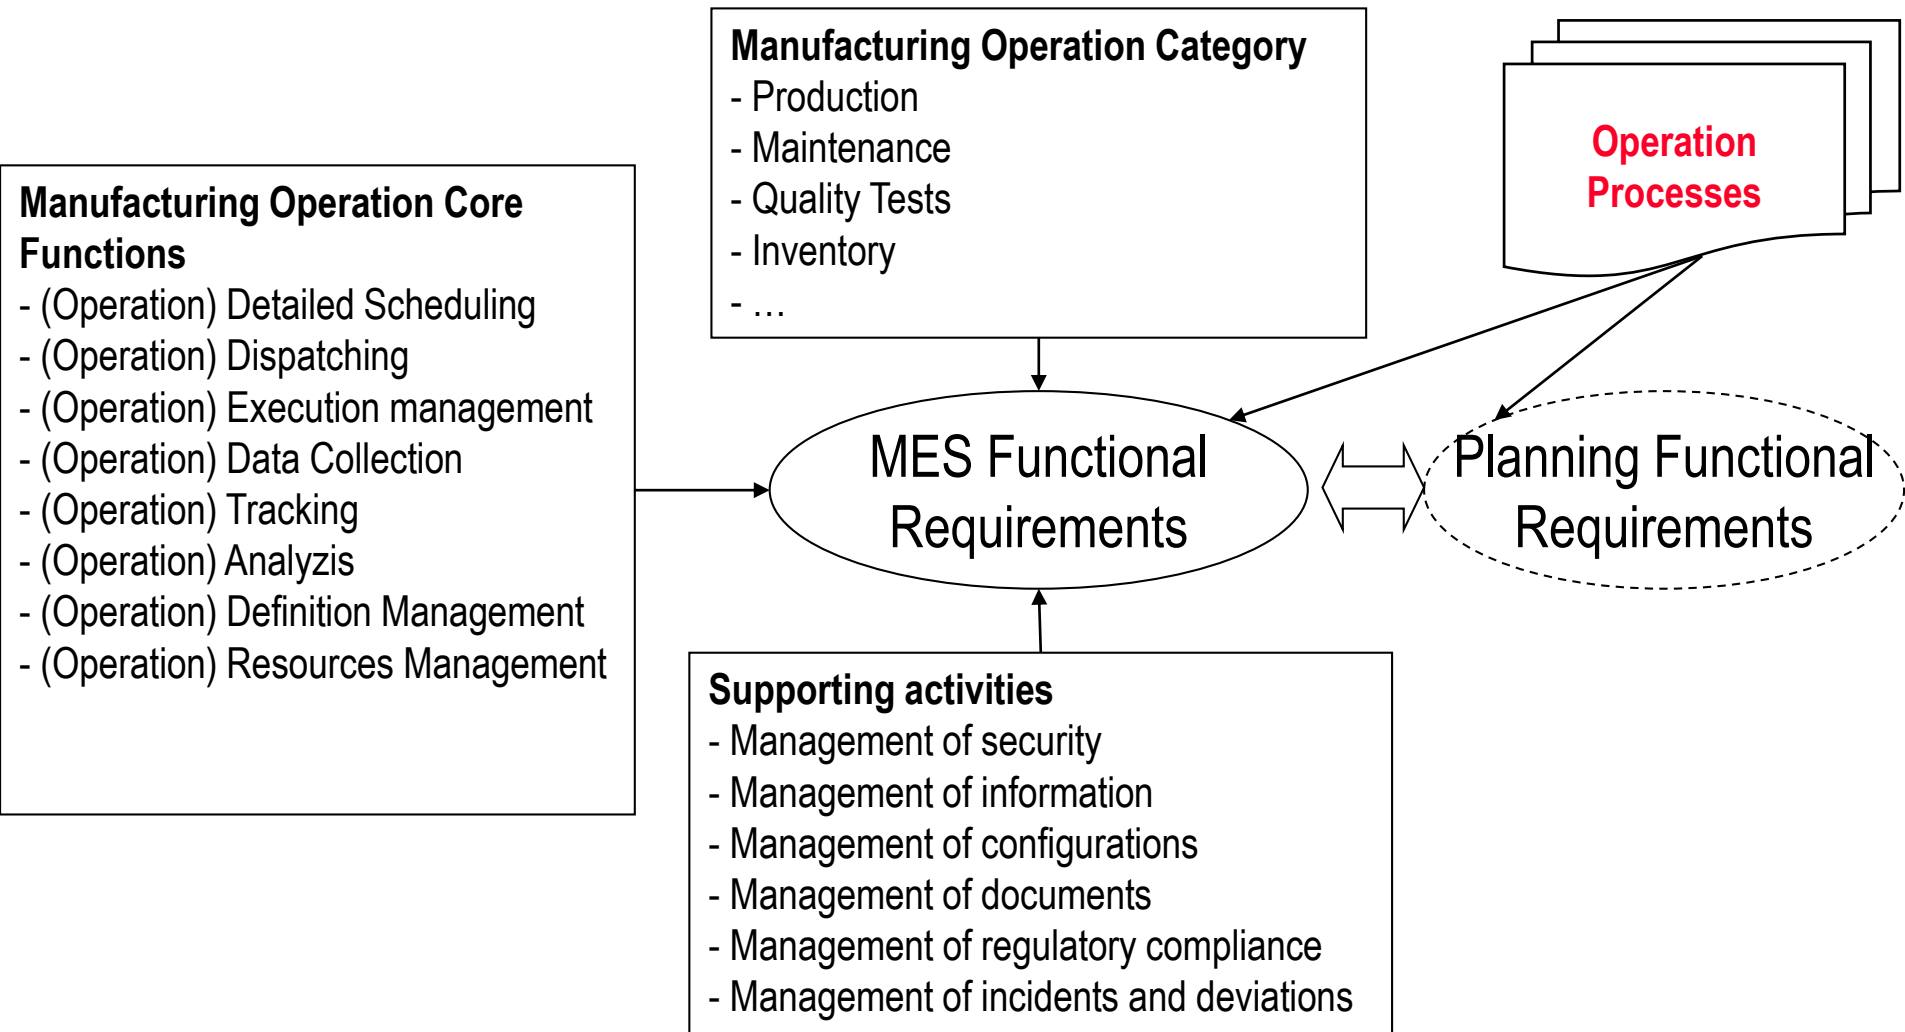 Manufacturing Operation Category
- Production
- Maintenance
- Quality Tests
- Inventory
- …
Operation
Processes
Manufacturing Operation Core
Functions
- (Operation) Detailed Scheduling
- (Operation) Dispatching
- (Operation) Execution management
- (Operation) Data Collection
- (Operation) Tracking
- (Operation) Analyzis
- (Operation) Definition Management
- (Operation) Resources Management
MES Functional
Requirements
Planning Functional
Requirements
Supporting activities
- Management of security
- Management of information
- Management of configurations
- Management of documents
- Management of regulatory compliance
- Management of incidents and deviations